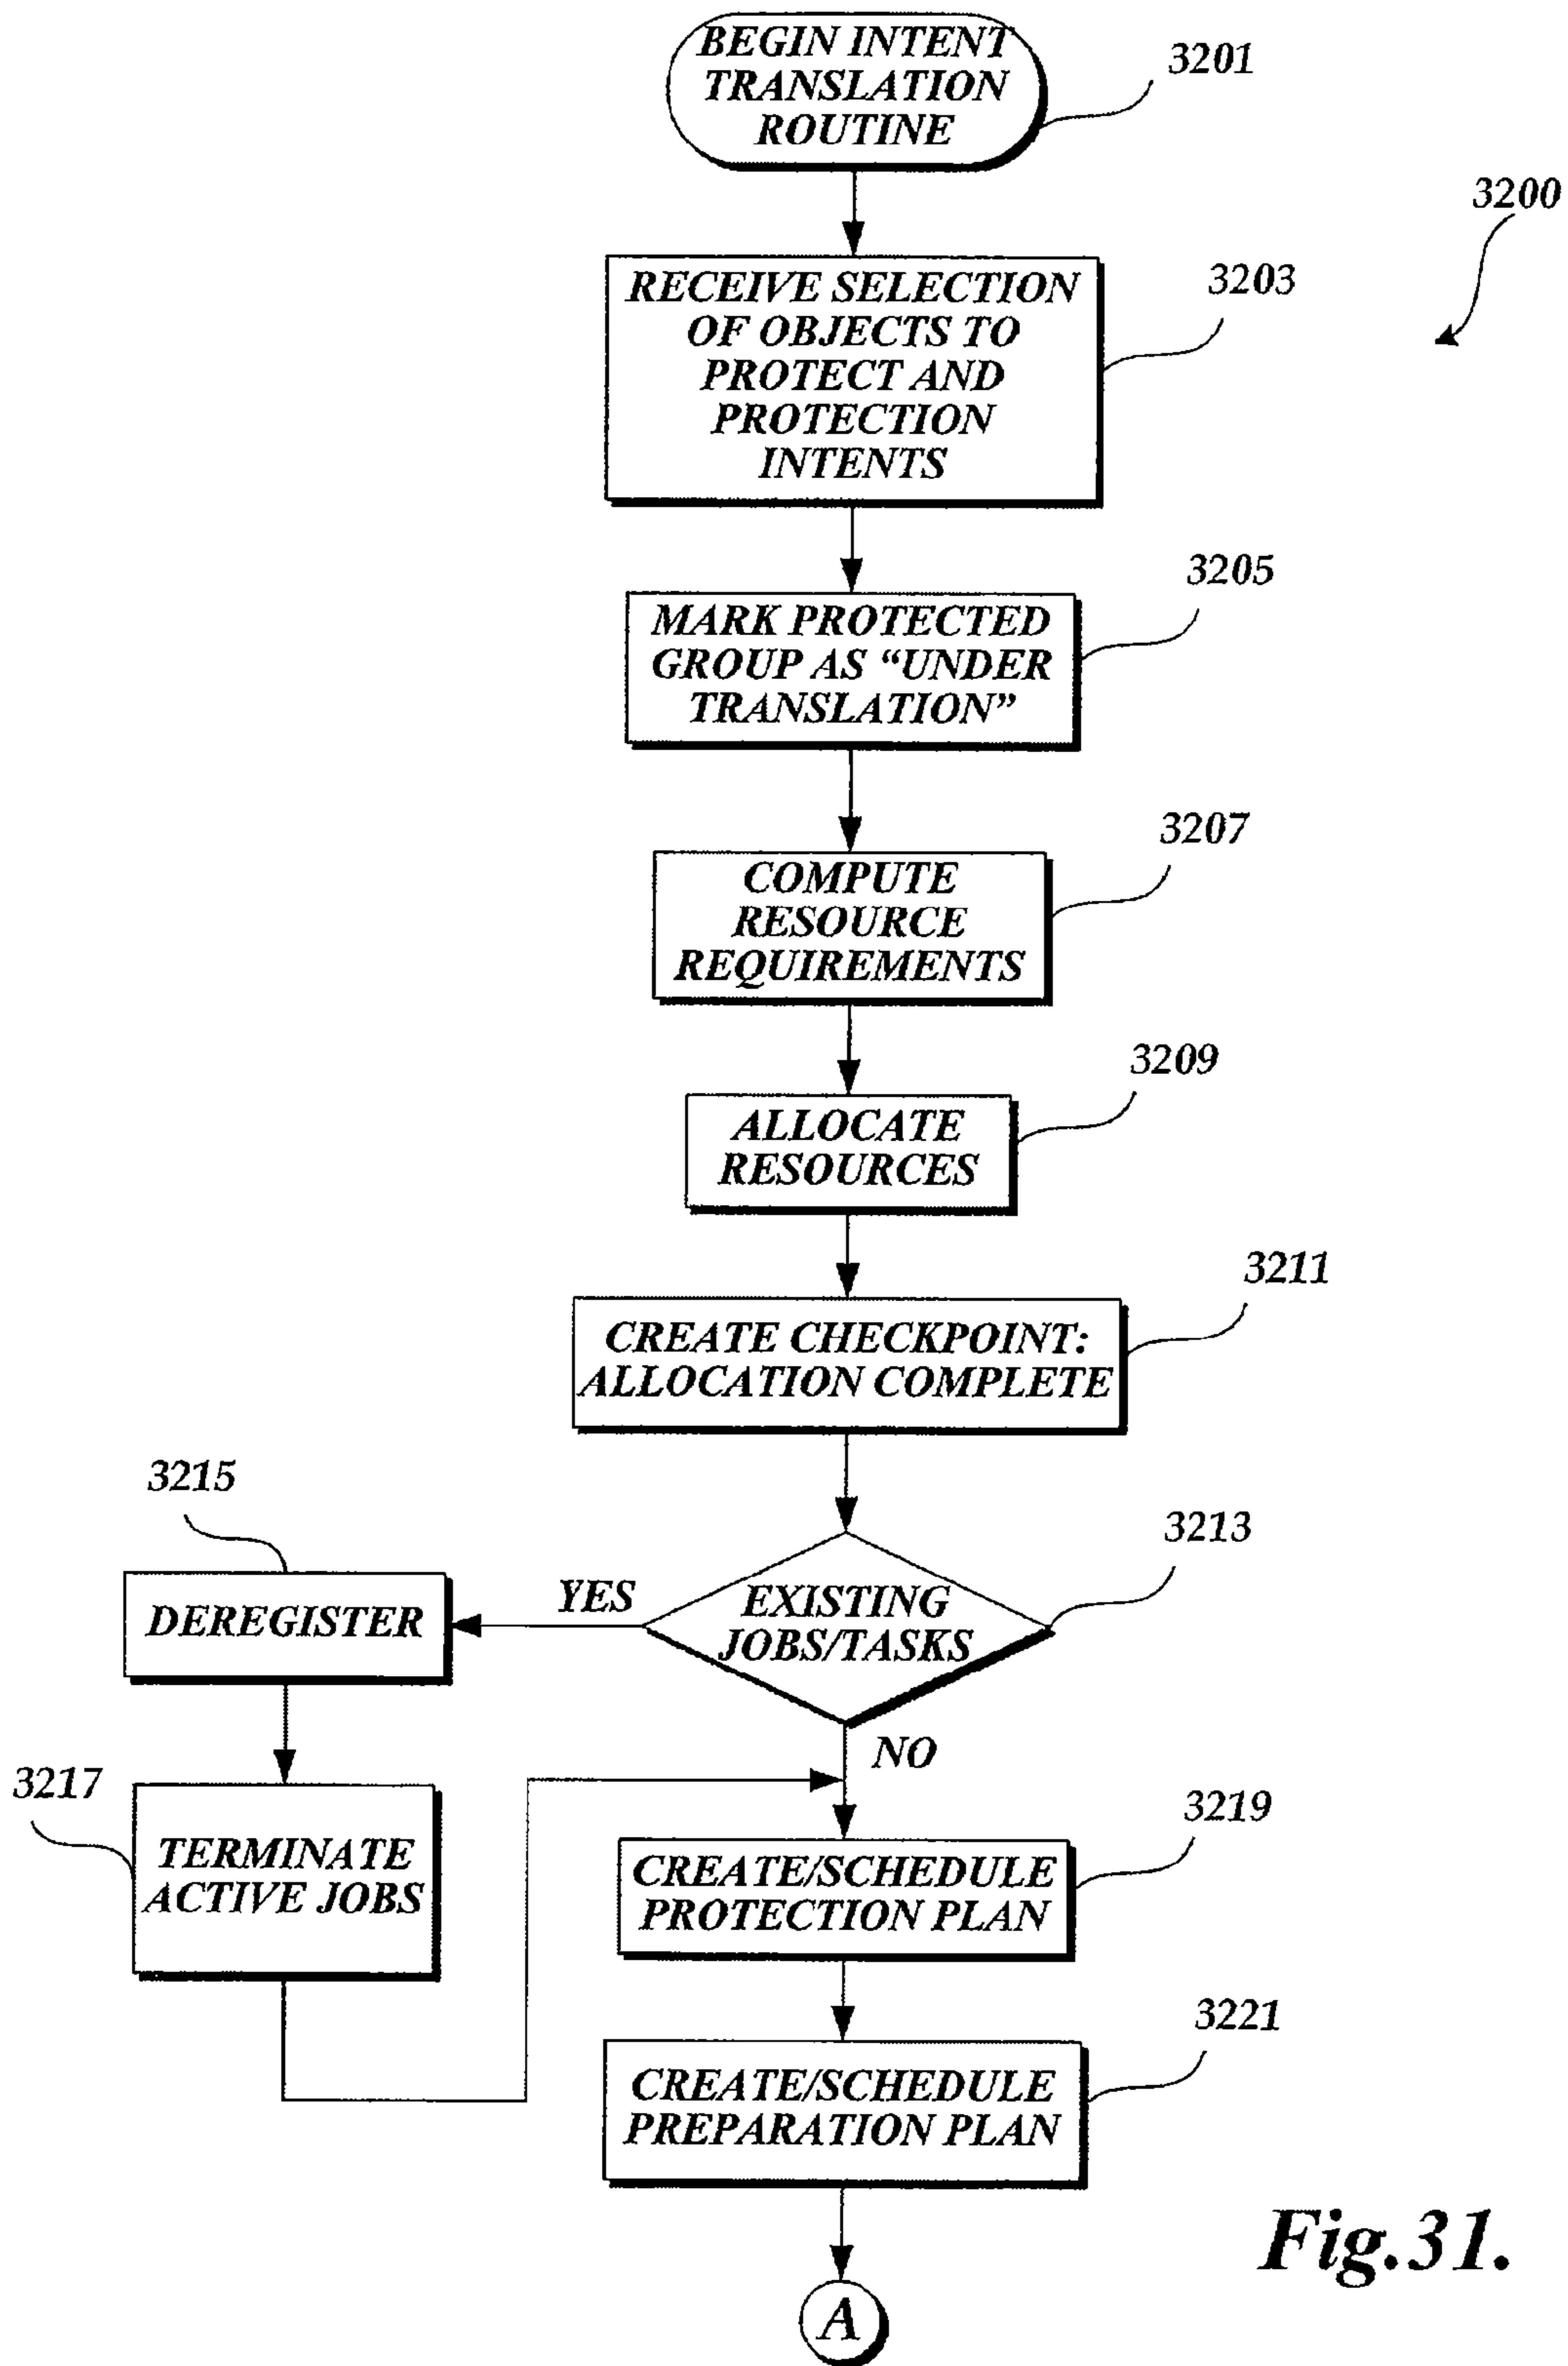 BEGIN INTENT
TRANSLATION
ROUTINE
3201
3200
RECEIVE SELECTION
OF OBJECTS TO
PROTECT AND
PROTECTION
INTENTS
3203
MARK PROTECTED
GROUP AS “UNDER
TRANSLATION”
3205
COMPUTE
RESOURCE
REQUIREMENTS
3207
ALLOCATE
RESOURCES
3209
CREATE CHECKPOINT:
ALLOCATION COMPLETE
3211
EXISTING
JOBS/TASKS
3213
YES
3215
DEREGISTER
NO
3217
TERMINATE
ACTIVE JOBS
CREATE/SCHEDULE
PROTECTION PLAN
3219
CREATE/SCHEDULE
PREPARATION PLAN
3221
A
Fig.31.